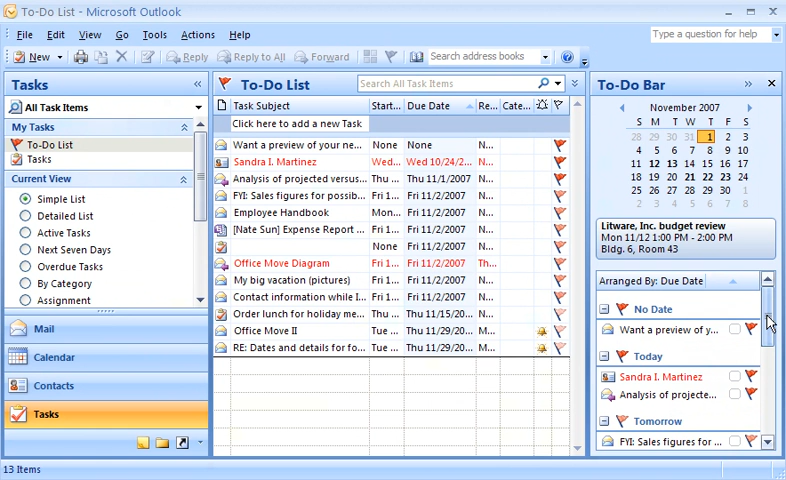 To-Do List - Microsoft Outlook
File Edit View Go Tools Actions Help
Type a question for help
New Reply Reply to All Forward Search address books
Tasks
All Task Items
My Tasks
To-Do List
Tasks
Current View
Simple List
Detailed List
Active Tasks
Next Seven Days
Overdue Tasks
By Category
Assignment
Mail
Calendar
Contacts
Tasks
To-Do List Search All Task Items
Task Subject Start... Due Date Re... Cate...
Click here to add a new Task
Want a preview of your ne... None None N...
Sandra I. Martinez Wed... Wed 10/24/2... N...
Analysis of projected versus... Thu ... Thu 11/1/2007 N...
FYI: Sales figures for possib... Fri 1... Fri 11/2/2007 N...
Employee Handbook Mon... Fri 11/2/2007 N...
[Nate Sun] Expense Report ... Fri 1... Fri 11/2/2007 N...
None None N...
Office Move Diagram Fri 1... Fri 11/2/2007 Th...
My big vacation (pictures) Fri 1... Fri 11/2/2007 N...
Contact information while I... Fri 1... Fri 11/2/2007 N...
Order lunch for holiday me... Thu ... Thu 11/15/20... N...
Office Move II Tue ... Thu 11/29/20... M...
RE: Dates and details for fo... Tue ... Thu 11/29/20... N...
To-Do Bar
November 2007
S M T W T F S
28 29 30 31 1 2 3
4 5 6 7 8 9 10
11 12 13 14 15 16 17
18 19 20 21 22 23 24
25 26 27 28 29 30 1
2 3 4 5 6 7 8
Litware, Inc. budget review
Mon 11/12 1:00 PM - 2:00 PM
Bldg. 6, Room 43
Arranged By: Due Date
No Date
Want a preview of y...
Today
Sandra I. Martinez
Analysis of projecte...
Tomorrow
FYI: Sales figures for ...
13 Items